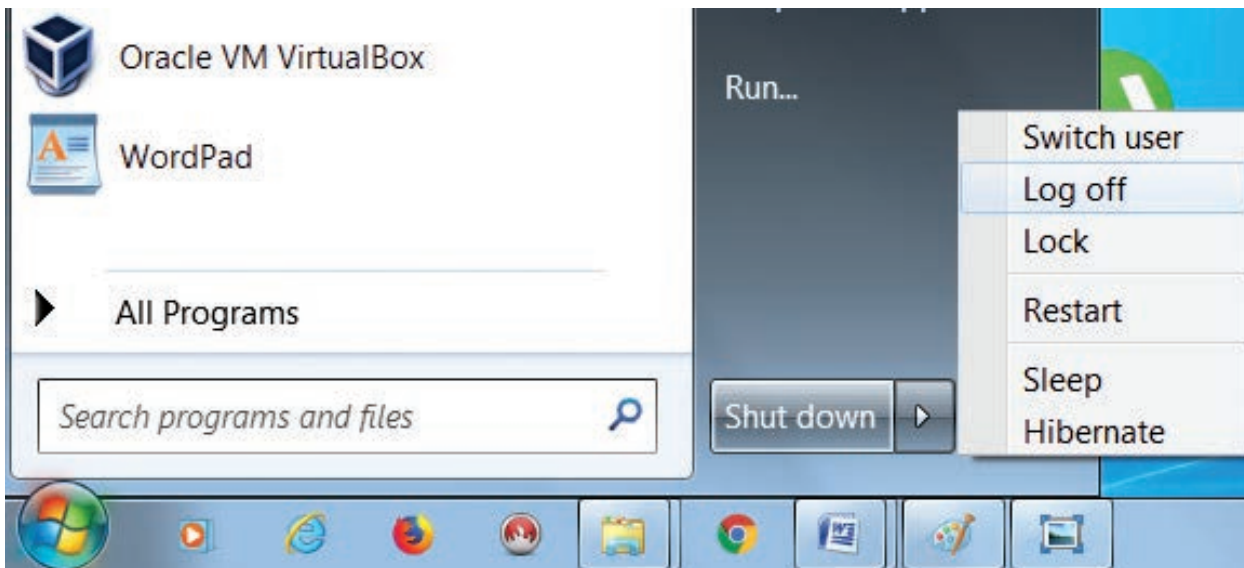 Oracle VM VirtualBox
WordPad
All Programs
Search programs and files
Run...
Shut down
Switch user
Log off
Lock
Restart
Sleep
Hibernate